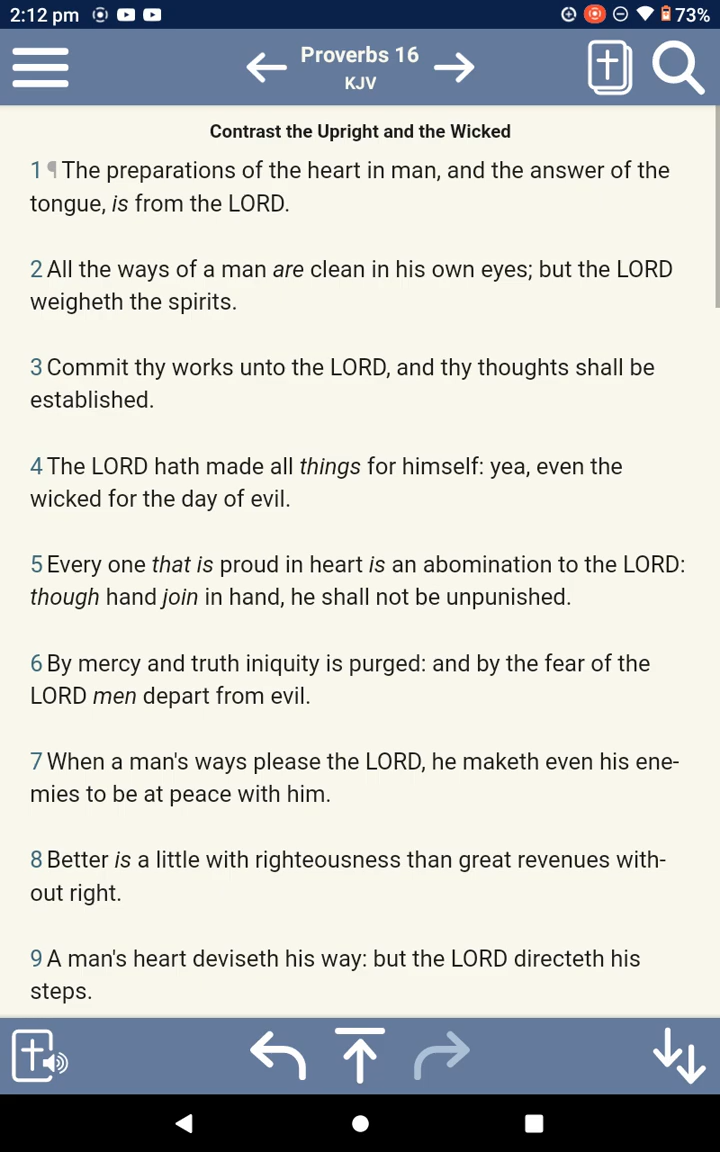 2:12 pm 73%
Proverbs 16
KJV
Contrast the Upright and the Wicked
1 ¶ The preparations of the heart in man, and the answer of the
tongue, is from the LORD.
2 All the ways of a man are clean in his own eyes; but the LORD
weigheth the spirits.
3 Commit thy works unto the LORD, and thy thoughts shall be
established.
4 The LORD hath made all things for himself: yea, even the
wicked for the day of evil.
5 Every one that is proud in heart is an abomination to the LORD:
though hand join in hand, he shall not be unpunished.
6 By mercy and truth iniquity is purged: and by the fear of the
LORD men depart from evil.
7 When a man's ways please the LORD, he maketh even his ene-
mies to be at peace with him.
8 Better is a little with righteousness than great revenues with-
out right.
9 A man's heart deviseth his way: but the LORD directeth his
steps.